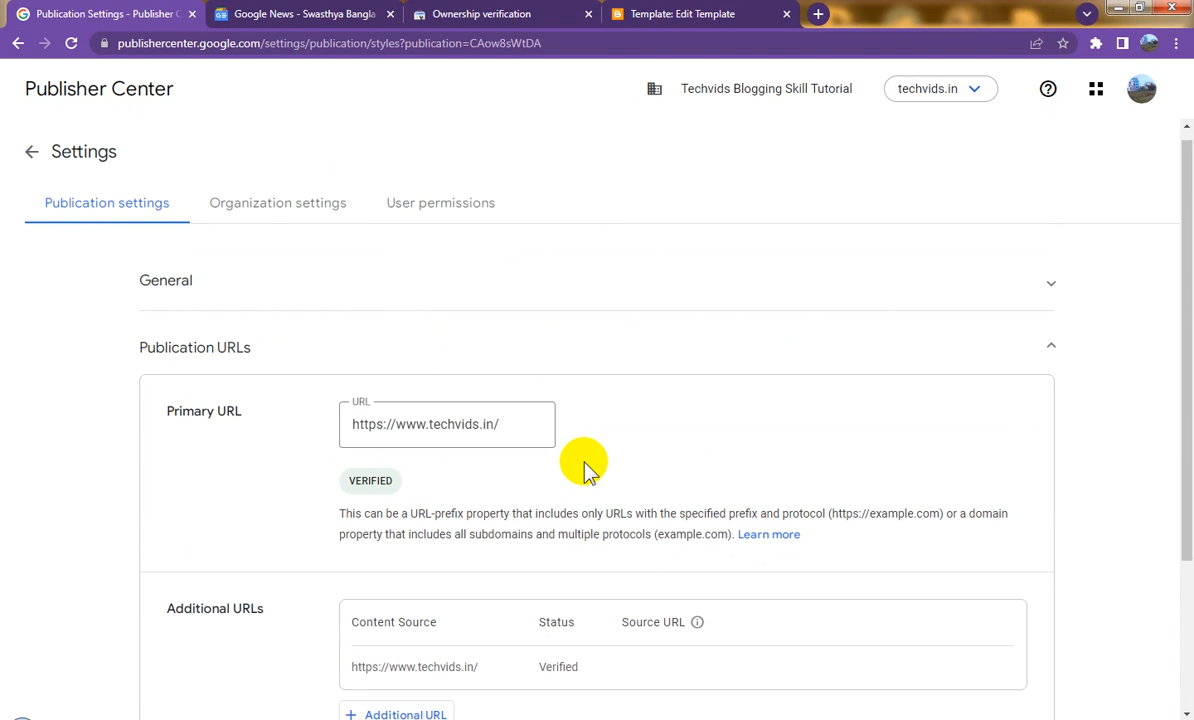 Publication Settings - Publisher C
Google News - Swasthya Bangla
Ownership verification
Template: Edit Template
publishercenter.google.com/settings/publication/styles?publication=CAow8sWtDA
Publisher Center
Techvids Blogging Skill Tutorial
techvids.in
Settings
Publication settings
Organization settings
User permissions
General
Publication URLs
Primary URL
URL
https://www.techvids.in/
VERIFIED
This can be a URL-prefix property that includes only URLs with the specified prefix and protocol (https://example.com) or a domain
property that includes all subdomains and multiple protocols (example.com). Learn more
Additional URLs
Content Source Status Source URL
https://www.techvids.in/ Verified
+ Additional URL